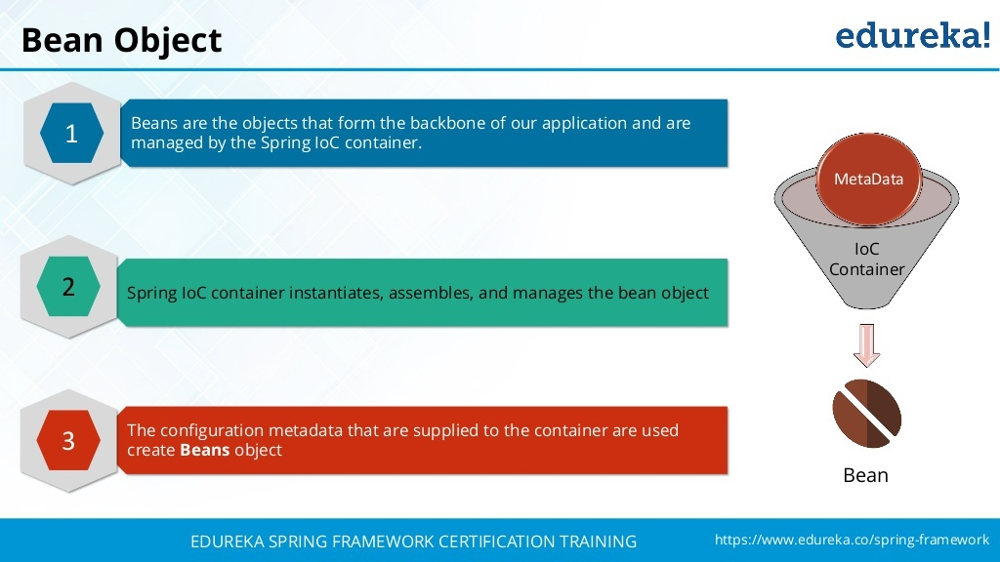 Bean Object
edureka!
1
Beans are the objects that form the backbone of our application and are
managed by the Spring IoC container.
2
Spring IoC container instantiates, assembles, and manages the bean object
3
The configuration metadata that are supplied to the container are used
create Beans object
MetaData
IoC
Container
Bean
EDUREKA SPRING FRAMEWORK CERTIFICATION TRAINING
https://www.edureka.co/spring-framework